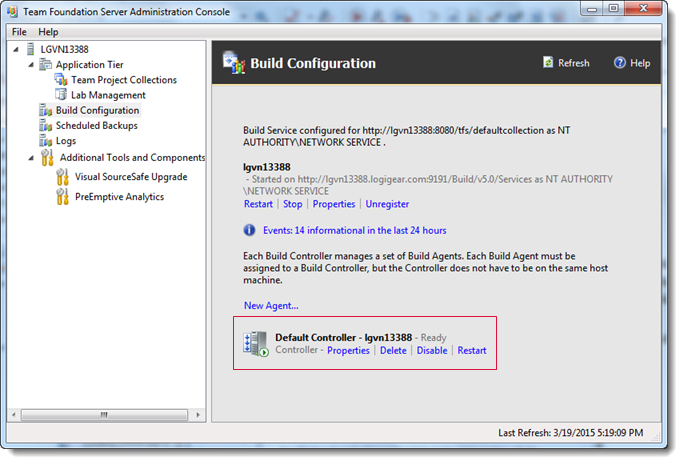 Team Foundation Server Administration Console
File Help
LGVN13388
Application Tier
Team Project Collections
Lab Management
Build Configuration
Scheduled Backups
Logs
Additional Tools and Components
Visual SourceSafe Upgrade
PreEmptive Analytics
Build Configuration
Refresh
Help
Build Service configured for http://lgvn13388:8080/tfs/defaultcollection as NT
AUTHORITY\NETWORK SERVICE .
lgvn13388
- Started on http://lgvn13388.logigear.com:9191/Build/v5.0/Services as NT AUTHORITY
\NETWORK SERVICE
Restart | Stop | Properties | Unregister
Events: 14 informational in the last 24 hours
Each Build Controller manages a set of Build Agents. Each Build Agent must be
assigned to a Build Controller, but the Controller does not have to be on the same host
machine.
New Agent...
Default Controller - lgvn13388 - Ready
Controller - Properties | Delete | Disable | Restart
Last Refresh: 3/19/2015 5:19:09 PM